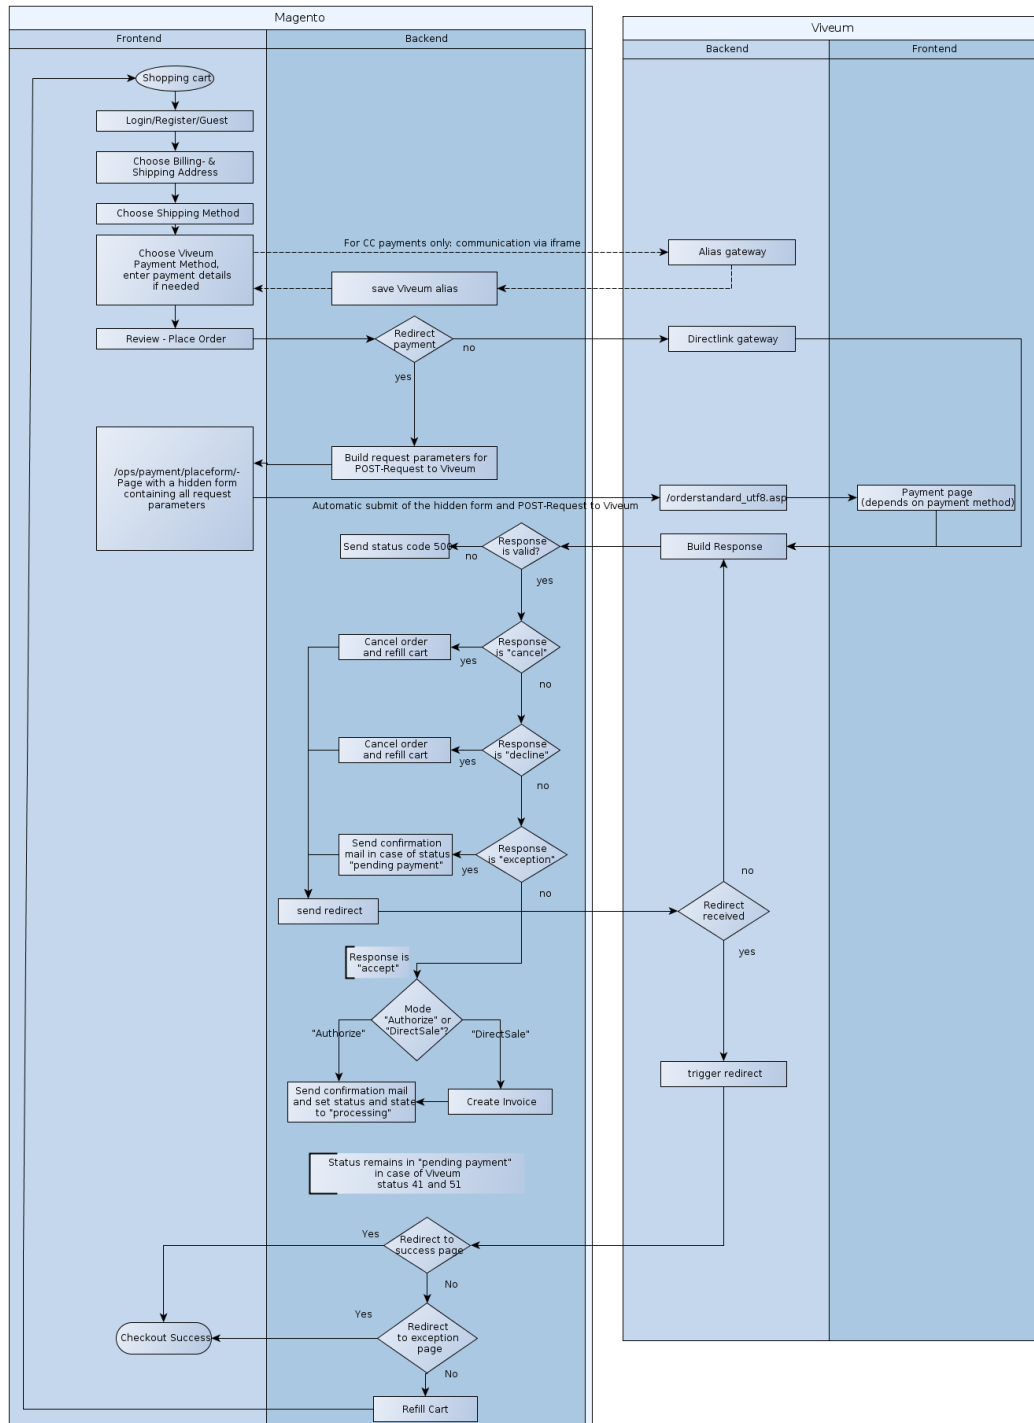 Magento
Viveum
Frontend
Backend
Backend
Frontend
Shopping cart
Login/Register/Guest
Choose Billing- &
Shipping Address
Choose Shipping Method
Choose Viveum
Payment Method,
enter payment details
if needed
For CC payments only: communication via iframe
Alias gateway
save Viveum alias
Review - Place Order
Redirect
payment
no
yes
Directlink gateway
Build request parameters for
POST-Request to Viveum
/ops/payment/placeform/-
Page with a hidden form
containing all request
parameters
Automatic submit of the hidden form and POST-Request to Viveum
/orderstandard_utf8.asp
Payment page
(depends on payment method)
Send status code 500
no
Response
is valid?
yes
Build Response
Cancel order
and refill cart
yes
Response
is "cancel"
no
Cancel order
and refill cart
yes
Response
is "decline"
no
Send confirmation
mail in case of status
"pending payment"
yes
Response
is "exception"
no
send redirect
no
Redirect
received
yes
Response is
"accept"
Mode
"Authorize" or
"DirectSale"?
"Authorize"
"DirectSale"
Send confirmation mail
and set status and state
to "processing"
Create Invoice
trigger redirect
Status remains in "pending payment"
in case of Viveum
status 41 and 51
Yes
Redirect to
success page
No
Yes
Redirect
to exception
page
Checkout Success
No
Refill Cart